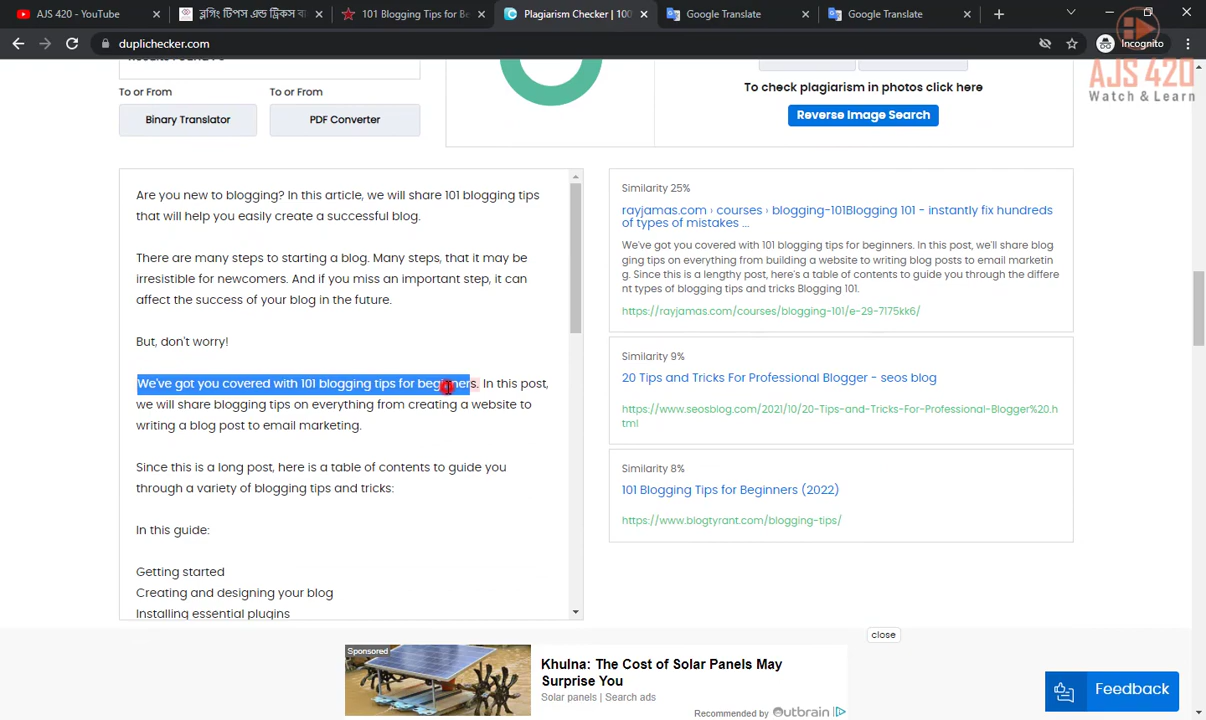 AJS 420 - YouTube
ব্লগিং টিপস এন্ড ট্রিকস বা
101 Blogging Tips for Be
Plagiarism Checker | 100
Google Translate
Google Translate
duplichecker.com
Incognito
AJS 420
Watch & Learn
To or From
To or From
Binary Translator
PDF Converter
To check plagiarism in photos click here
Reverse Image Search
Are you new to blogging? In this article, we will share 101 blogging tips
that will help you easily create a successful blog.
There are many steps to starting a blog. Many steps, that it may be
irresistible for newcomers. And if you miss an important step, it can
affect the success of your blog in the future.
But, don't worry!
We've got you covered with 101 blogging tips for beginners. In this post,
we will share blogging tips on everything from creating a website to
writing a blog post to email marketing.
Since this is a long post, here is a table of contents to guide you
through a variety of blogging tips and tricks:
In this guide:
Getting started
Creating and designing your blog
Installing essential plugins
Similarity 25%
rayjamas.com › courses › blogging-101Blogging 101 - instantly fix hundreds
of types of mistakes ...
We've got you covered with 101 blogging tips for beginners. In this post, we'll share blog
ging tips on everything from building a website to writing blog posts to email marketin
g. Since this is a lengthy post, here's a table of contents to guide you through the differe
nt types of blogging tips and tricks Blogging 101.
https://rayjamas.com/courses/blogging-101/e-29-7175kk6/
Similarity 9%
20 Tips and Tricks For Professional Blogger - seos blog
https://www.seosblog.com/2021/10/20-Tips-and-Tricks-For-Professional-Blogger%20.h
tml
Similarity 8%
101 Blogging Tips for Beginners (2022)
https://www.blogtyrant.com/blogging-tips/
close
Sponsored
Khulna: The Cost of Solar Panels May
Surprise You
Solar panels | Search ads
Recommended by Outbrain
Feedback